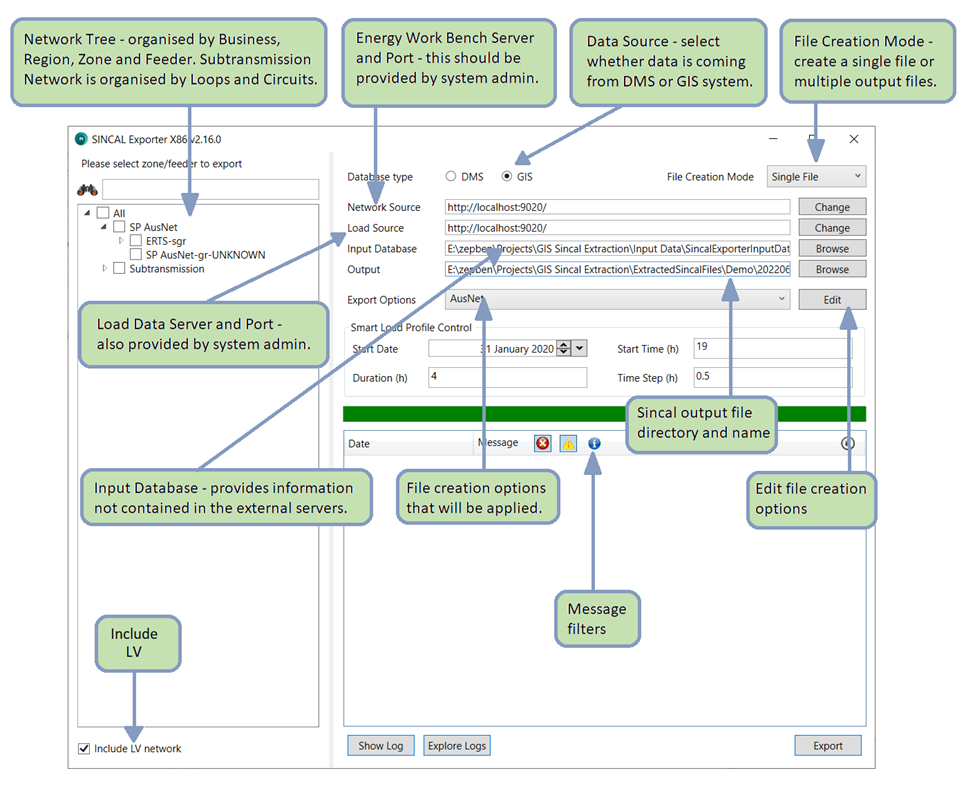 Network Tree - organised by Business,
Region, Zone and Feeder. Subtransmission
Network is organised by Loops and Circuits.
Energy Work Bench Server
and Port - this should be
provided by system admin.
Data Source - select
whether data is coming
from DMS or GIS system.
File Creation Mode -
create a single file or
multiple output files.
SINCAL Exporter X86 v2.16.0
Please select zone/feeder to export
All
SP AusNet
ERTS-sgr
SP AusNet-gr-UNKNOWN
Subtransmission
Database type
DMS
GIS
File Creation Mode
Single File
Network Source
http://localhost:9020/
Change
Load Source
http://localhost:9020/
Change
Input Database
E:\zepben\Projects\GIS Sincal Extraction\Input Data\SincalExporterInputDat
Browse
Output
E:\zepben\Projects\GIS Sincal Extraction\ExtractedSincalFiles\Demo\202206
Browse
Export Options
AusNet
Edit
Load Data Server and Port -
also provided by system admin.
Smart Load Profile Control
Start Date
31 January 2020
Start Time (h)
19
Duration (h)
4
Time Step (h)
0.5
Sincal output file
directory and name
Date
Message
Input Database - provides information
not contained in the external servers.
File creation options
that will be applied.
Edit file creation
options
Message
filters
Include
LV
Include LV network
Show Log
Explore Logs
Export